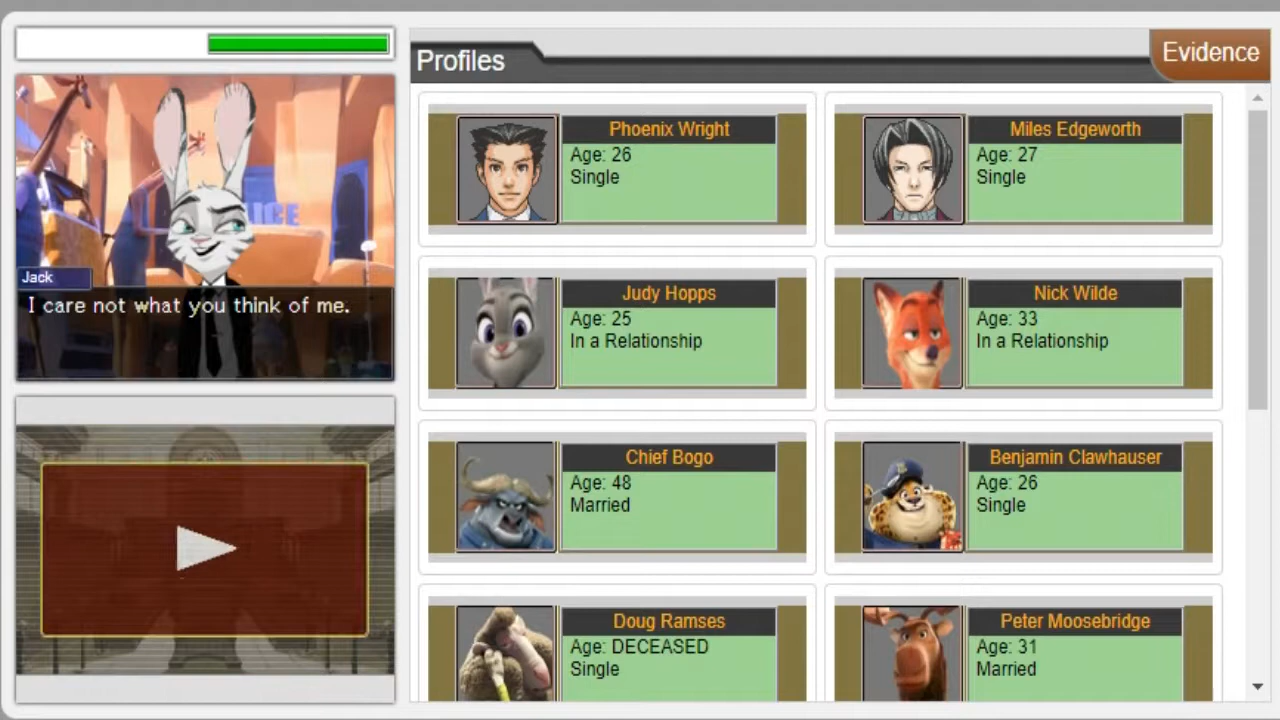 Profiles
Evidence
Phoenix Wright
Age: 26
Single
Miles Edgeworth
Age: 27
Single
POLICE
Jack
I care not what you think of me.
Judy Hopps
Age: 25
In a Relationship
Nick Wilde
Age: 33
In a Relationship
Chief Bogo
Age: 48
Married
Benjamin Clawhauser
Age: 26
Single
Doug Ramses
Age: DECEASED
Single
Peter Moosebridge
Age: 31
Married